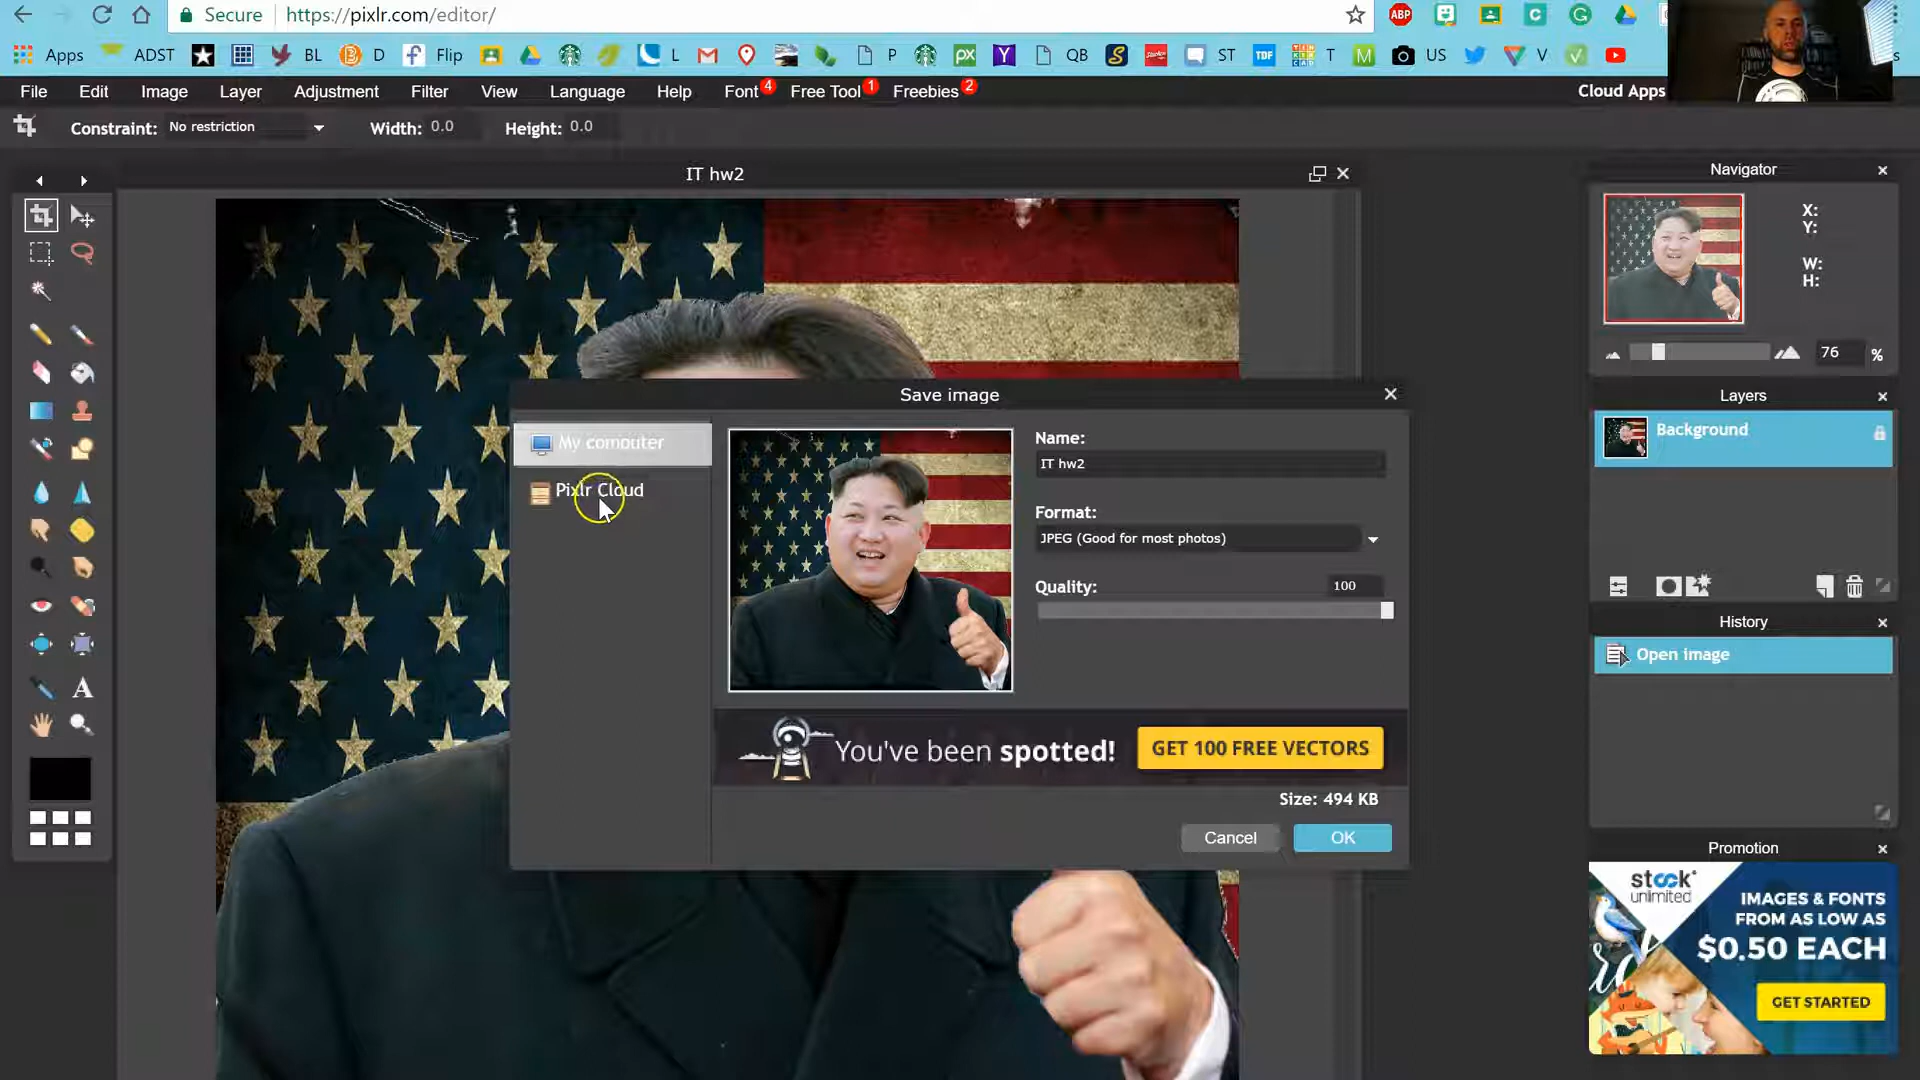 Secure https://pixlr.com/editor/
Apps ADST BL D Flip L P QB ST TDF T M US V
File Edit Image Layer Adjustment Filter View Language Help Font 4 Free Tool 1 Freebies 2 Cloud Apps
Constraint: No restriction Width: 0.0 Height: 0.0
IT hw2
Navigator
X:
Y:
W:
H:
76 %
Layers
Background
History
Open image
Save image
My computer
Pixlr Cloud
Name:
IT hw2
Format:
JPEG (Good for most photos)
Quality: 100
You've been spotted! GET 100 FREE VECTORS
Size: 494 KB
Cancel OK
Promotion
stock
unlimited
IMAGES & FONTS
FROM AS LOW AS
$0.50 EACH
GET STARTED